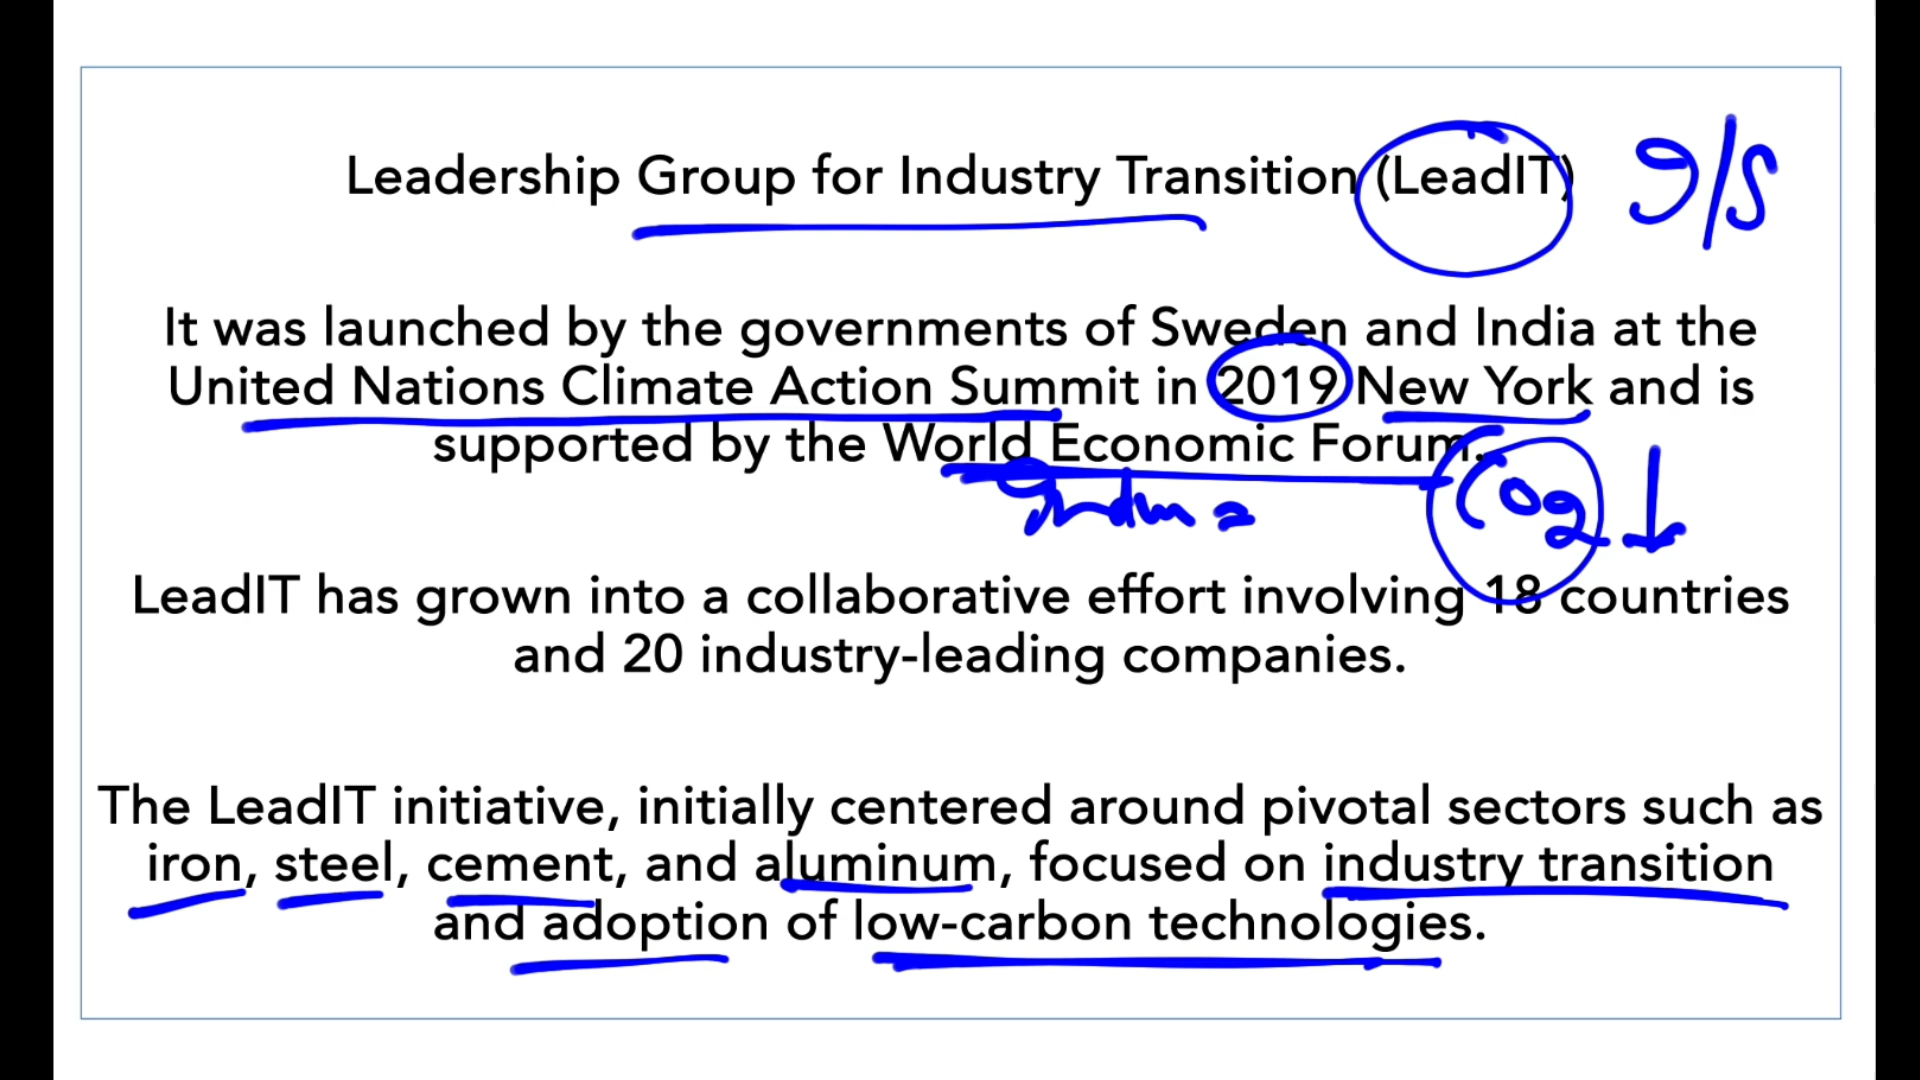 Leadership Group for Industry Transition (LeadIT)
It was launched by the governments of Sweden and India at the
United Nations Climate Action Summit in 2019 New York and is
supported by the World Economic Forum.
CO2 ↓
LeadIT has grown into a collaborative effort involving 18 countries
and 20 industry-leading companies.
The LeadIT initiative, initially centered around pivotal sectors such as
iron, steel, cement, and aluminum, focused on industry transition
and adoption of low-carbon technologies.